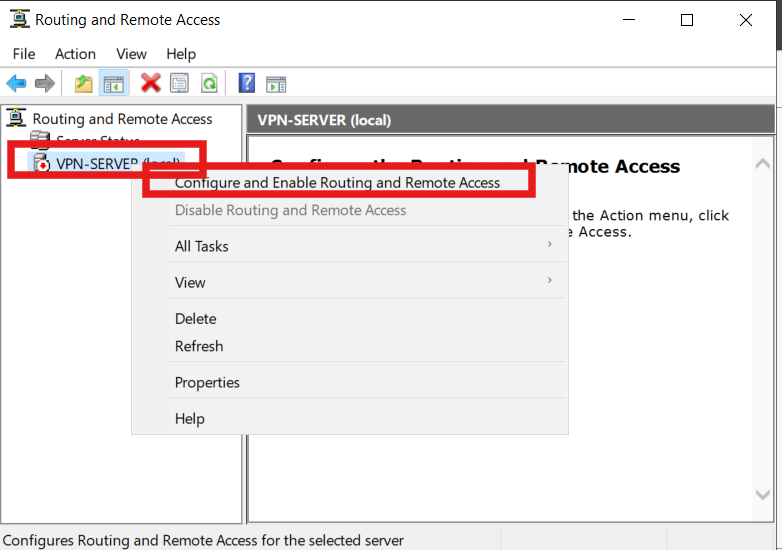 Routing and Remote Access
File Action View Help
Routing and Remote Access
Server Status
VPN-SERVER (local)
VPN-SERVER (local)
Configure the Routing and Remote Access
the Action menu, click
Access.
Configure and Enable Routing and Remote Access
Disable Routing and Remote Access
All Tasks
View
Delete
Refresh
Properties
Help
Configures Routing and Remote Access for the selected server